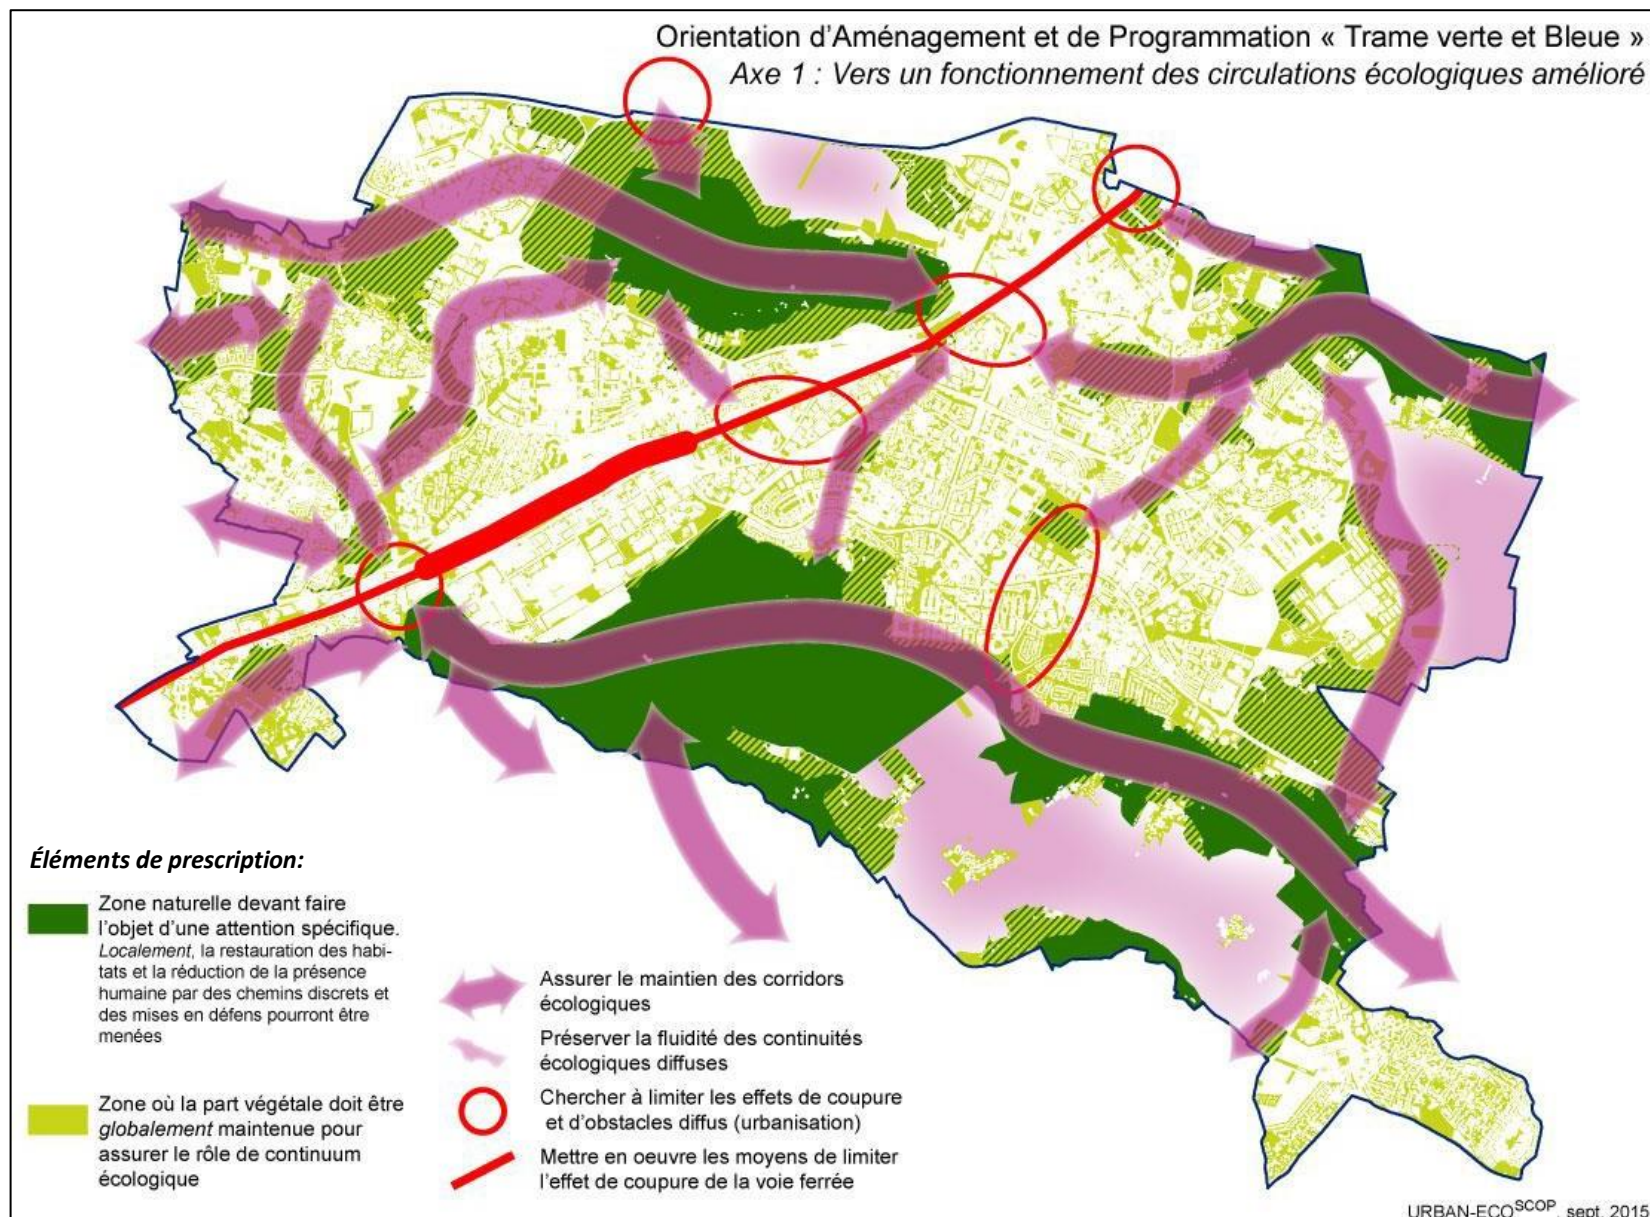 Orientation d'Aménagement et de Programmation « Trame verte et Bleue »
Axe 1 : Vers un fonctionnement des circulations écologiques amélioré
Éléments de prescription:
Zone naturelle devant faire
l'objet d'une attention spécifique.
Localement, la restauration des habi-
tats et la réduction de la présence
humaine par des chemins discrets et
des mises en défens pourront être
menées
Zone où la part végétale doit être
globalement maintenue pour
assurer le rôle de continuum
écologique
Assurer le maintien des corridors
écologiques
Préserver la fluidité des continuités
écologiques diffuses
Chercher à limiter les effets de coupure
et d'obstacles diffus (urbanisation)
Mettre en oeuvre les moyens de limiter
l'effet de coupure de la voie ferrée
URBAN-ECOSCOP, sept. 2015